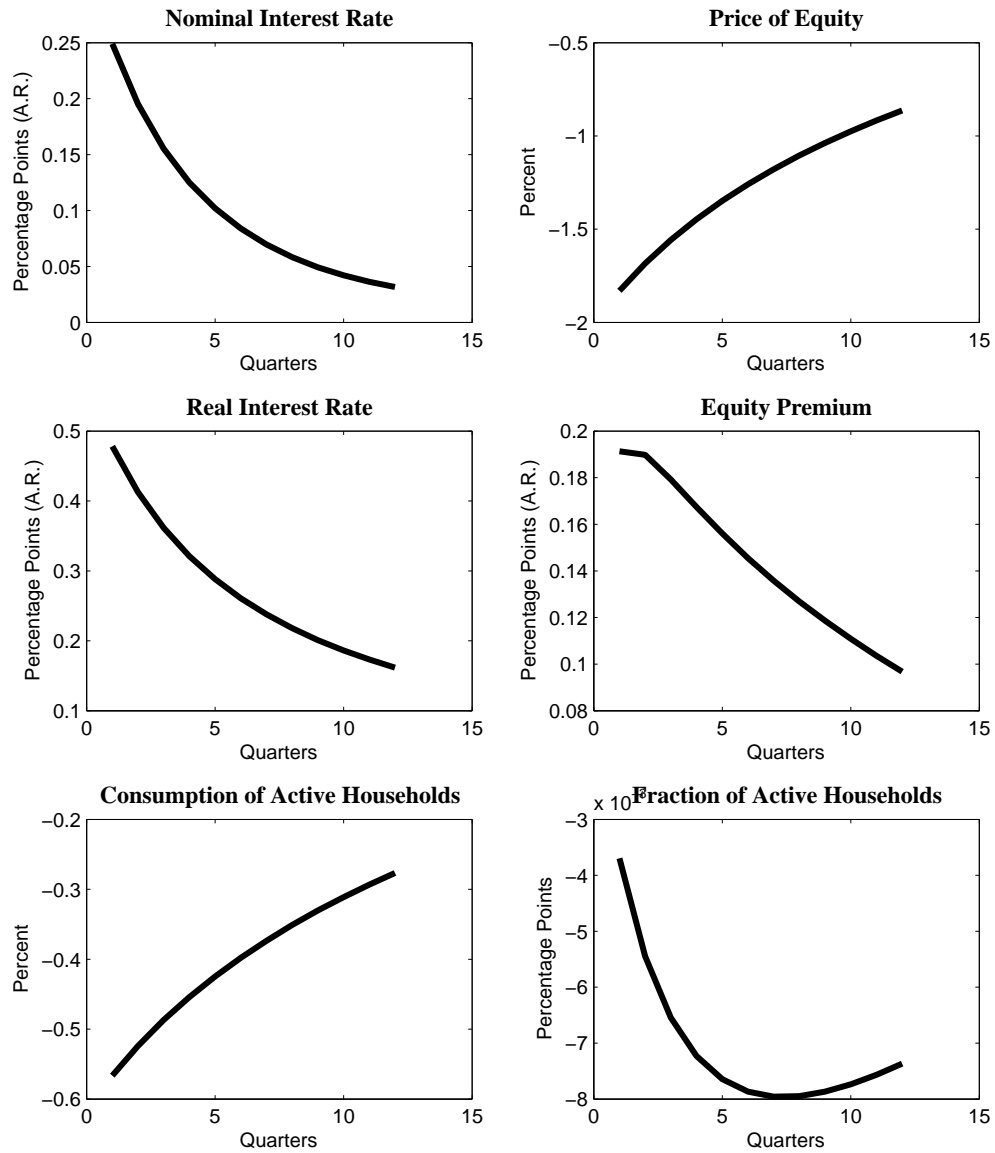 Nominal Interest Rate
Percentage Points (A.R.)
0.25
0.2
0.15
0.1
0.05
0
0 5 10 15
Quarters
Price of Equity
Percent
−0.5
−1
−1.5
−2
0 5 10 15
Quarters
Real Interest Rate
Percentage Points (A.R.)
0.5
0.4
0.3
0.2
0.1
0 5 10 15
Quarters
Equity Premium
Percentage Points (A.R.)
0.2
0.18
0.16
0.14
0.12
0.1
0.08
0 5 10 15
Quarters
Consumption of Active Households
Percent
−0.2
−0.3
−0.4
−0.5
−0.6
0 5 10 15
Quarters
Fraction of Active Households
x 10
Percentage Points
−3
−4
−5
−6
−7
−8
0 5 10 15
Quarters